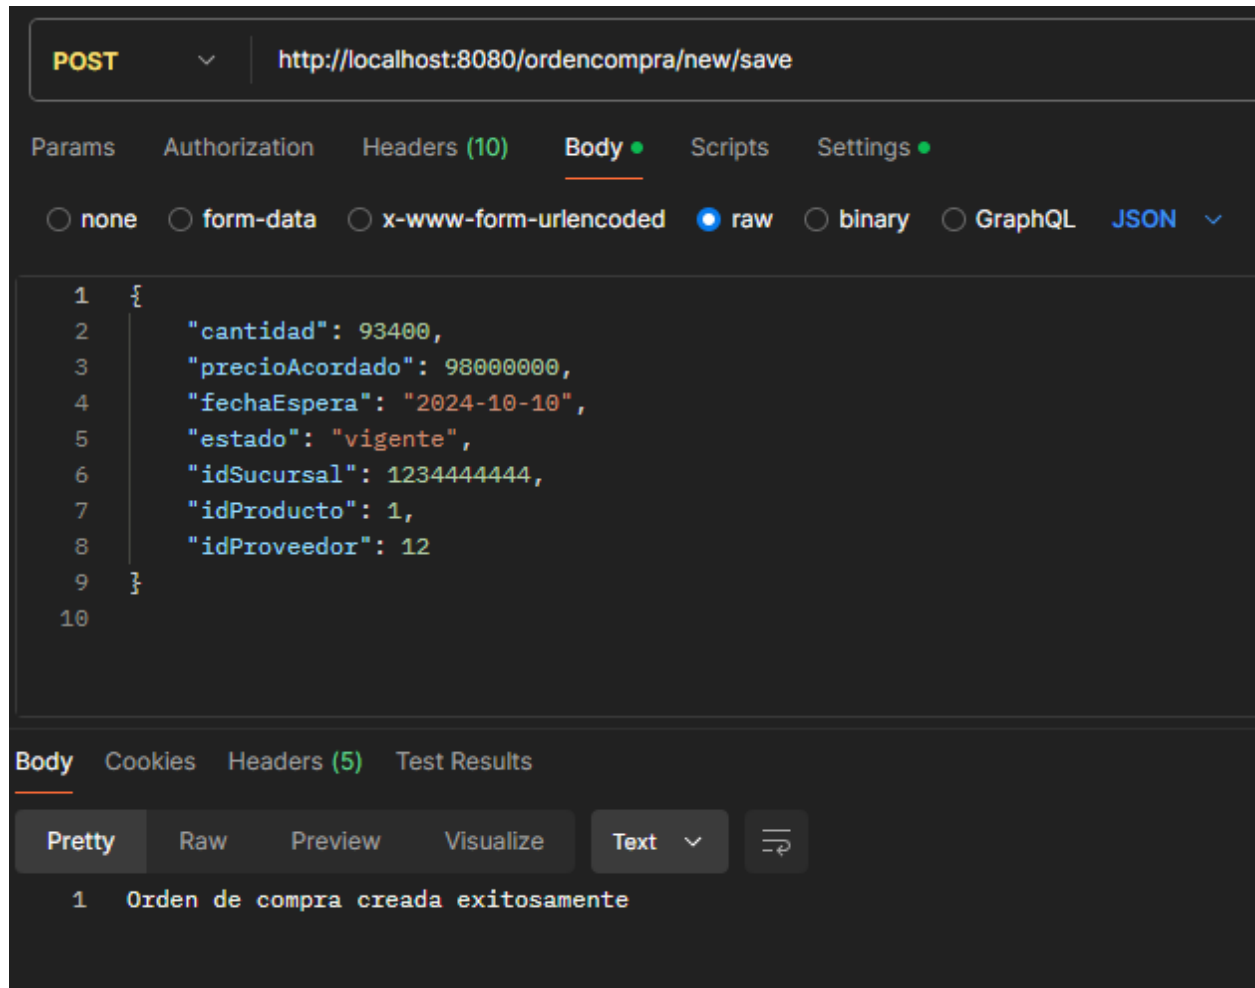 POST http://localhost:8080/ordencompra/new/save
Params Authorization Headers (10) Body Scripts Settings
none form-data x-www-form-urlencoded raw binary GraphQL JSON
1 {
2 "cantidad": 93400,
3 "precioAcordado": 98000000,
4 "fechaEspera": "2024-10-10",
5 "estado": "vigente",
6 "idSucursal": 1234444444,
7 "idProducto": 1,
8 "idProveedor": 12
9 }
10
Body Cookies Headers (5) Test Results
Pretty Raw Preview Visualize Text
1 Orden de compra creada exitosamente